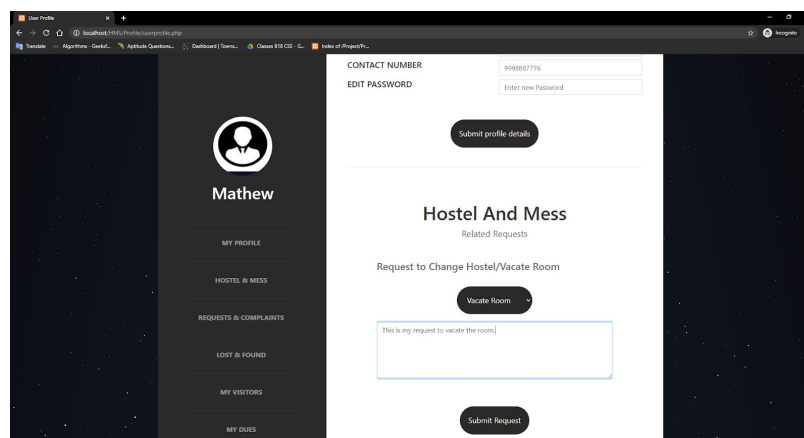 User Profile
localhost/HMS/Profile/userprofile.php
Incognito
Translate
Algorithms - Geeksf...
Aptitude Questions...
Dashboard | Towns...
Classes B18 CSE - G...
Index of /Project/Pr...
CONTACT NUMBER
9998887776
EDIT PASSWORD
Enter new Password
Submit profile details
Mathew
MY PROFILE
HOSTEL & MESS
REQUESTS & COMPLAINTS
LOST & FOUND
MY VISITORS
MY DUES
Hostel And Mess
Related Requests
Request to Change Hostel/Vacate Room
Vacate Room
This is my request to vacate the room.
Submit Request